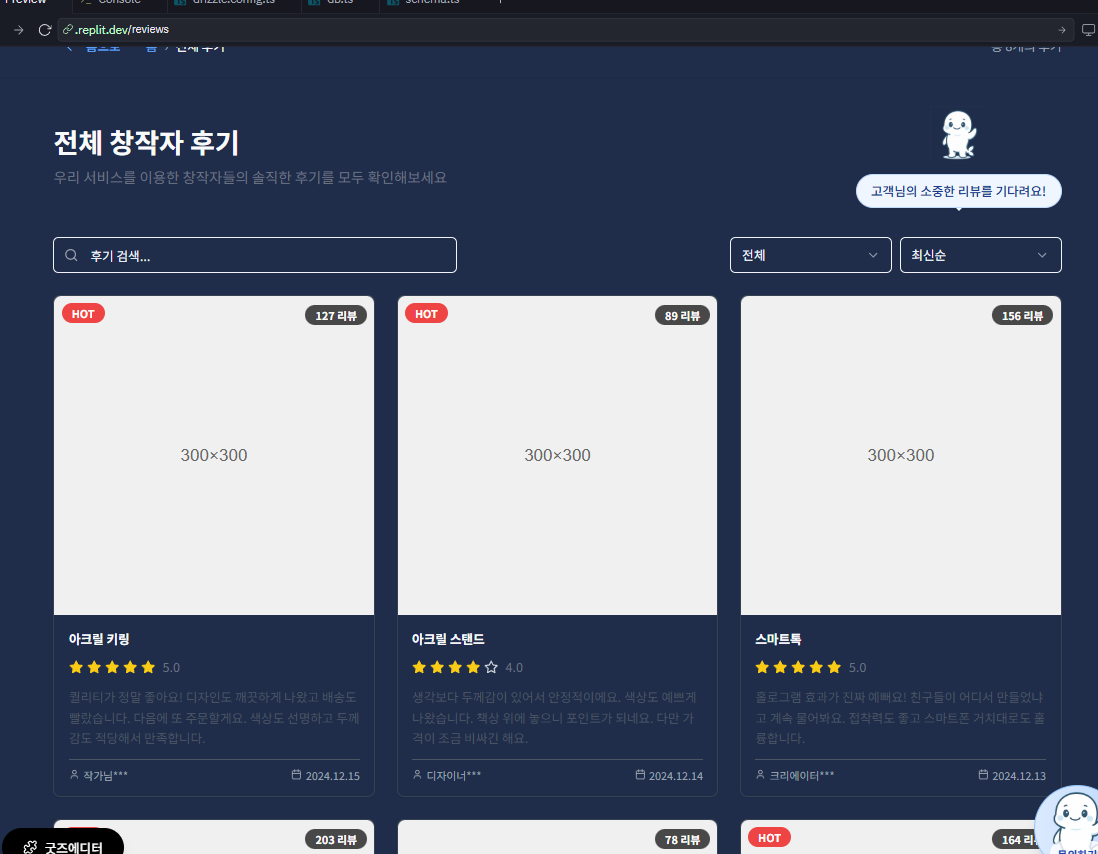 Preview
Console
drizzle.config.ts
db.ts
schema.ts
.replit.dev/reviews
홈으로 홈 / 전체 후기
총 8개의 후기
전체 창작자 후기
우리 서비스를 이용한 창작자들의 솔직한 후기를 모두 확인해보세요
고객님의 소중한 리뷰를 기다려요!
후기 검색...
전체
최신순
HOT
127 리뷰
HOT
89 리뷰
156 리뷰
300×300
300×300
300×300
아크릴 키링
5.0
퀄리티가 정말 좋아요! 디자인도 깨끗하게 나왔고 배송도
빨랐습니다. 다음에 또 주문할게요. 색상도 선명하고 두께
감도 적당해서 만족합니다.
작가님***
2024.12.15
아크릴 스탠드
4.0
생각보다 두께감이 있어서 안정적이에요. 색상도 예쁘게
나왔습니다. 책상 위에 놓으니 포인트가 되네요. 다만 가
격이 조금 비싸긴 해요.
디자이너***
2024.12.14
스마트톡
5.0
홀로그램 효과가 진짜 예뻐요! 친구들이 어디서 만들었냐
고 계속 물어봐요. 접착력도 좋고 스마트폰 거치대로도 훌
륭합니다.
크리에이터***
2024.12.13
203 리뷰
78 리뷰
HOT
164 리뷰
굿즈에디터
문의하기